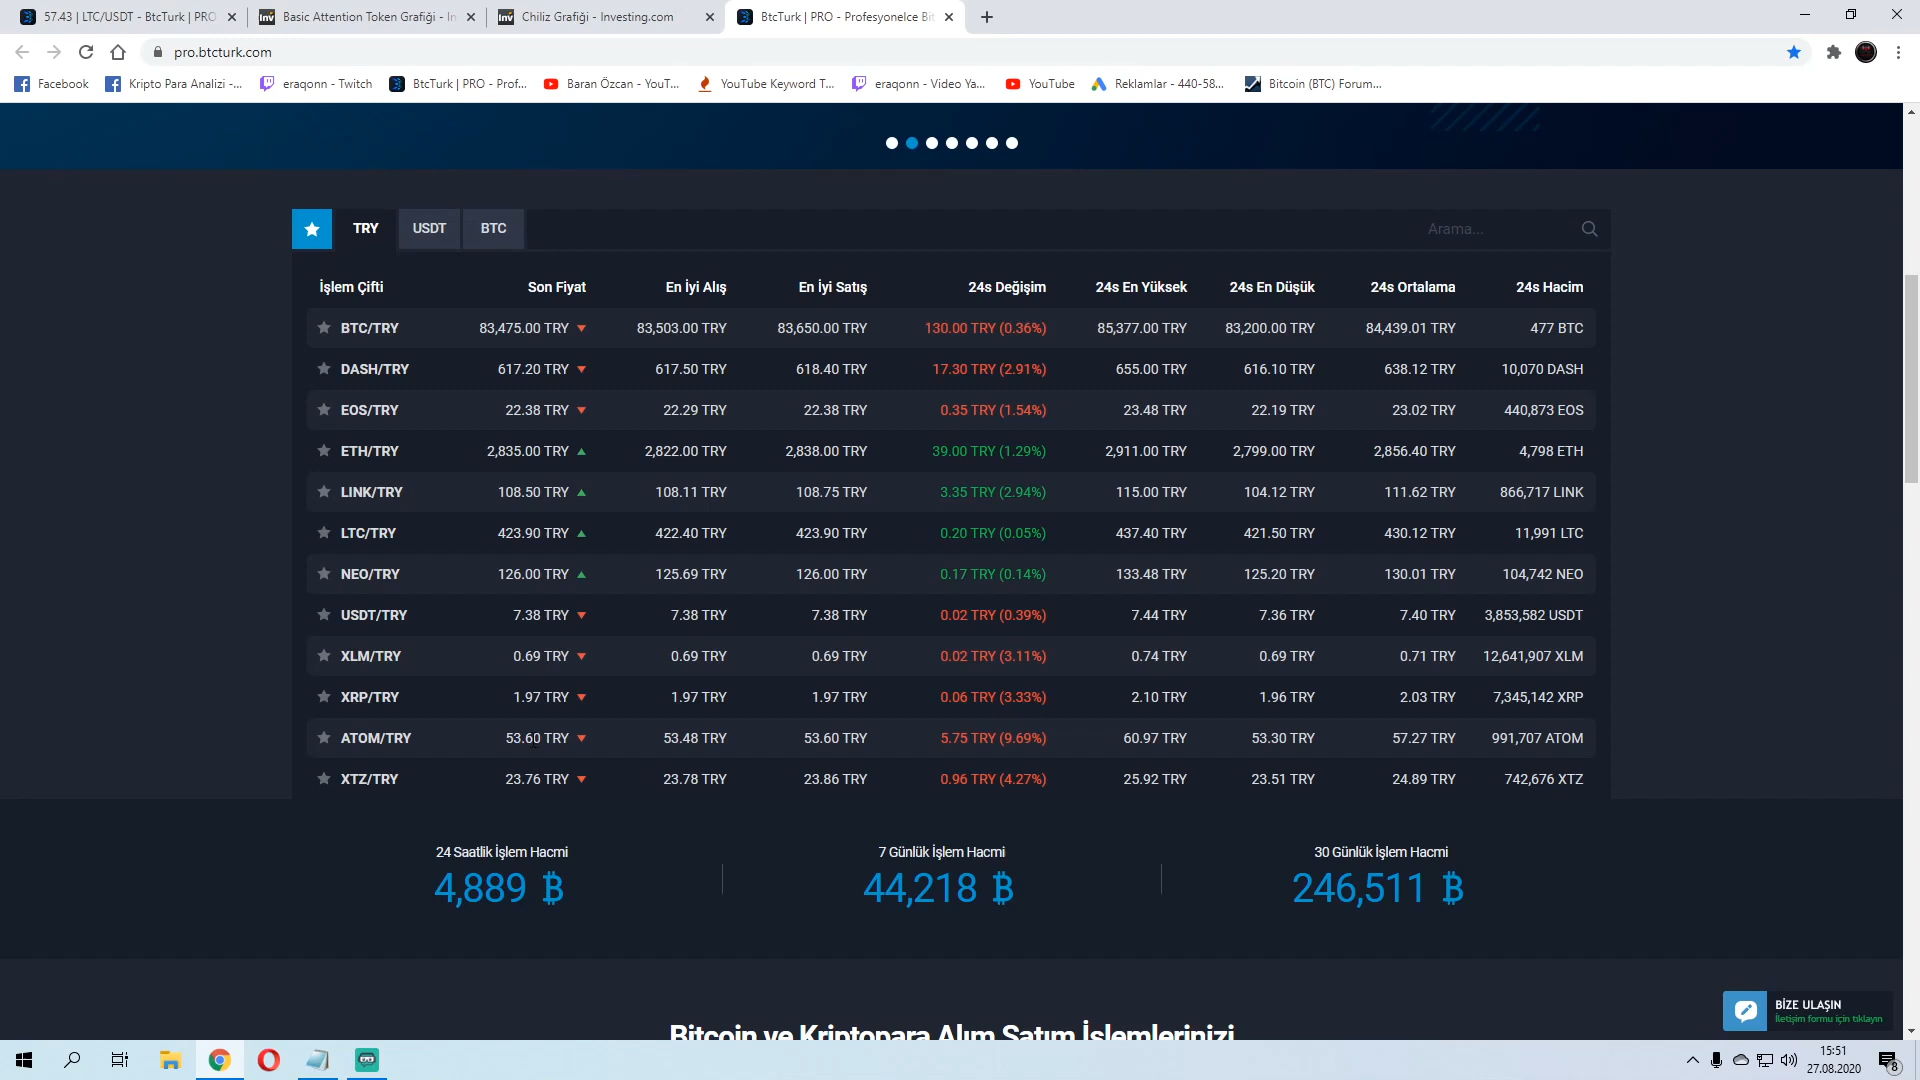 57.43 | LTC/USDT - BtcTurk | PRO
Basic Attention Token Grafiği - In
Chiliz Grafiği - Investing.com
BtcTurk | PRO - Profesyonelce Bit
pro.btcturk.com
Facebook
Kripto Para Analizi -...
eraqonn - Twitch
BtcTurk | PRO - Prof...
Baran Özcan - YouT...
YouTube Keyword T...
eraqonn - Video Ya...
YouTube
Reklamlar - 440-58...
Bitcoin (BTC) Forum...
TRY USDT BTC Arama...
İşlem Çifti Son Fiyat En İyi Alış En İyi Satış 24s Değişim 24s En Yüksek 24s En Düşük 24s Ortalama 24s Hacim
BTC/TRY 83,475.00 TRY 83,503.00 TRY 83,650.00 TRY 130.00 TRY (0.36%) 85,377.00 TRY 83,200.00 TRY 84,439.01 TRY 477 BTC
DASH/TRY 617.20 TRY 617.50 TRY 618.40 TRY 17.30 TRY (2.91%) 655.00 TRY 616.10 TRY 638.12 TRY 10,070 DASH
EOS/TRY 22.38 TRY 22.29 TRY 22.38 TRY 0.35 TRY (1.54%) 23.48 TRY 22.19 TRY 23.02 TRY 440,873 EOS
ETH/TRY 2,835.00 TRY 2,822.00 TRY 2,838.00 TRY 39.00 TRY (1.29%) 2,911.00 TRY 2,799.00 TRY 2,856.40 TRY 4,798 ETH
LINK/TRY 108.50 TRY 108.11 TRY 108.75 TRY 3.35 TRY (2.94%) 115.00 TRY 104.12 TRY 111.62 TRY 866,717 LINK
LTC/TRY 423.90 TRY 422.40 TRY 423.90 TRY 0.20 TRY (0.05%) 437.40 TRY 421.50 TRY 430.12 TRY 11,991 LTC
NEO/TRY 126.00 TRY 125.69 TRY 126.00 TRY 0.17 TRY (0.14%) 133.48 TRY 125.20 TRY 130.01 TRY 104,742 NEO
USDT/TRY 7.38 TRY 7.38 TRY 7.38 TRY 0.02 TRY (0.39%) 7.44 TRY 7.36 TRY 7.40 TRY 3,853,582 USDT
XLM/TRY 0.69 TRY 0.69 TRY 0.69 TRY 0.02 TRY (3.11%) 0.74 TRY 0.69 TRY 0.71 TRY 12,641,907 XLM
XRP/TRY 1.97 TRY 1.97 TRY 1.97 TRY 0.06 TRY (3.33%) 2.10 TRY 1.96 TRY 2.03 TRY 7,345,142 XRP
ATOM/TRY 53.60 TRY 53.48 TRY 53.60 TRY 5.75 TRY (9.69%) 60.97 TRY 53.30 TRY 57.27 TRY 991,707 ATOM
XTZ/TRY 23.76 TRY 23.78 TRY 23.86 TRY 0.96 TRY (4.27%) 25.92 TRY 23.51 TRY 24.89 TRY 742,676 XTZ
24 Saatlik İşlem Hacmi 7 Günlük İşlem Hacmi 30 Günlük İşlem Hacmi
4,889 ₿ 44,218 ₿ 246,511 ₿
BİZE ULAŞIN
İletişim formu için tıklayın
Bitcoin ve Kriptopara Alım Satım İşlemlerinizi
15:51
27.08.2020
8